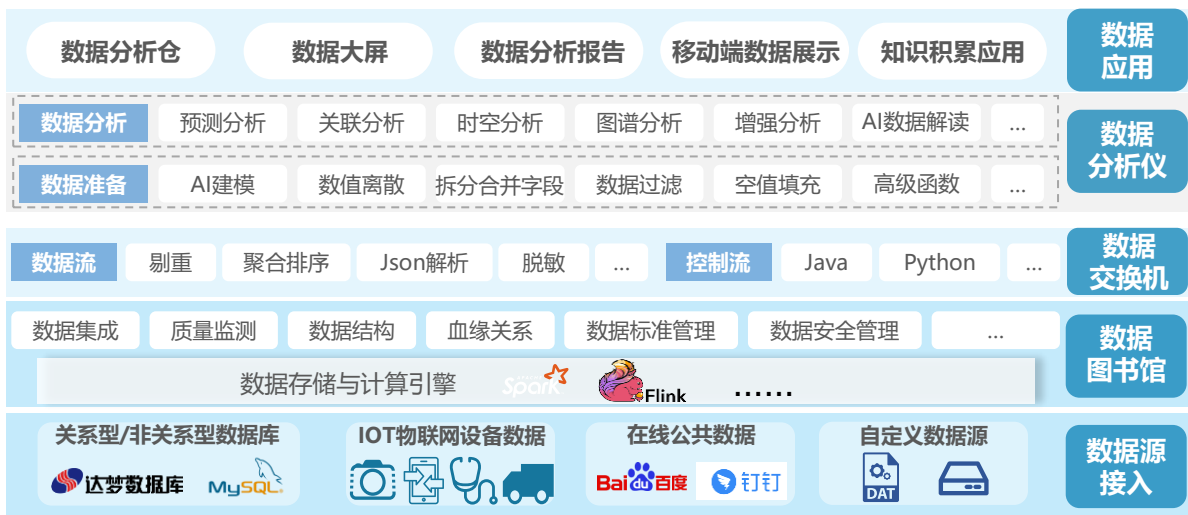 数据分析仓 数据大屏 数据分析报告 移动端数据展示 知识积累应用
数据
应用
数据分析 预测分析 关联分析 时空分析 图谱分析 增强分析 AI数据解读 ...
数据准备 AI建模 数值离散 拆分合并字段 数据过滤 空值填充 高级函数 ...
数据
分析仪
数据流 剔重 聚合排序 Json解析 脱敏 ... 控制流 Java Python ...
数据
交换机
数据集成 质量监测 数据结构 血缘关系 数据标准管理 数据安全管理 ...
数据存储与计算引擎 Spark Flink ......
数据
图书馆
关系型/非关系型数据库 IOT物联网设备数据 在线公共数据 自定义数据源
达梦数据库 MySQL Bai du 百度 钉钉 DAT
数据源
接入